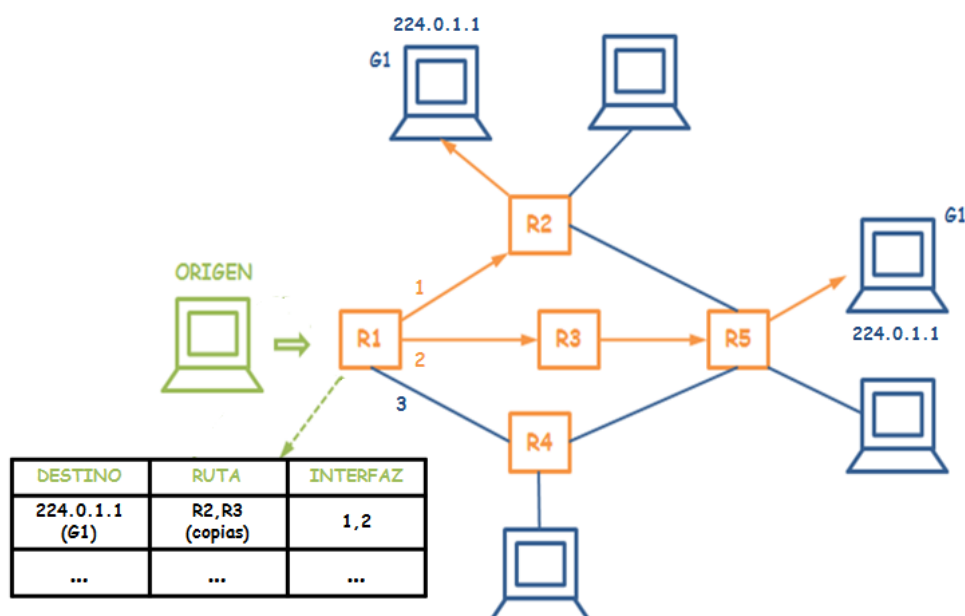 224.0.1.1
G1
R2
G1
ORIGEN
1
R1
R3
R5
224.0.1.1
2
3
R4
DESTINO RUTA INTERFAZ
224.0.1.1 R2,R3 1,2
(G1) (copias)
... ... ...